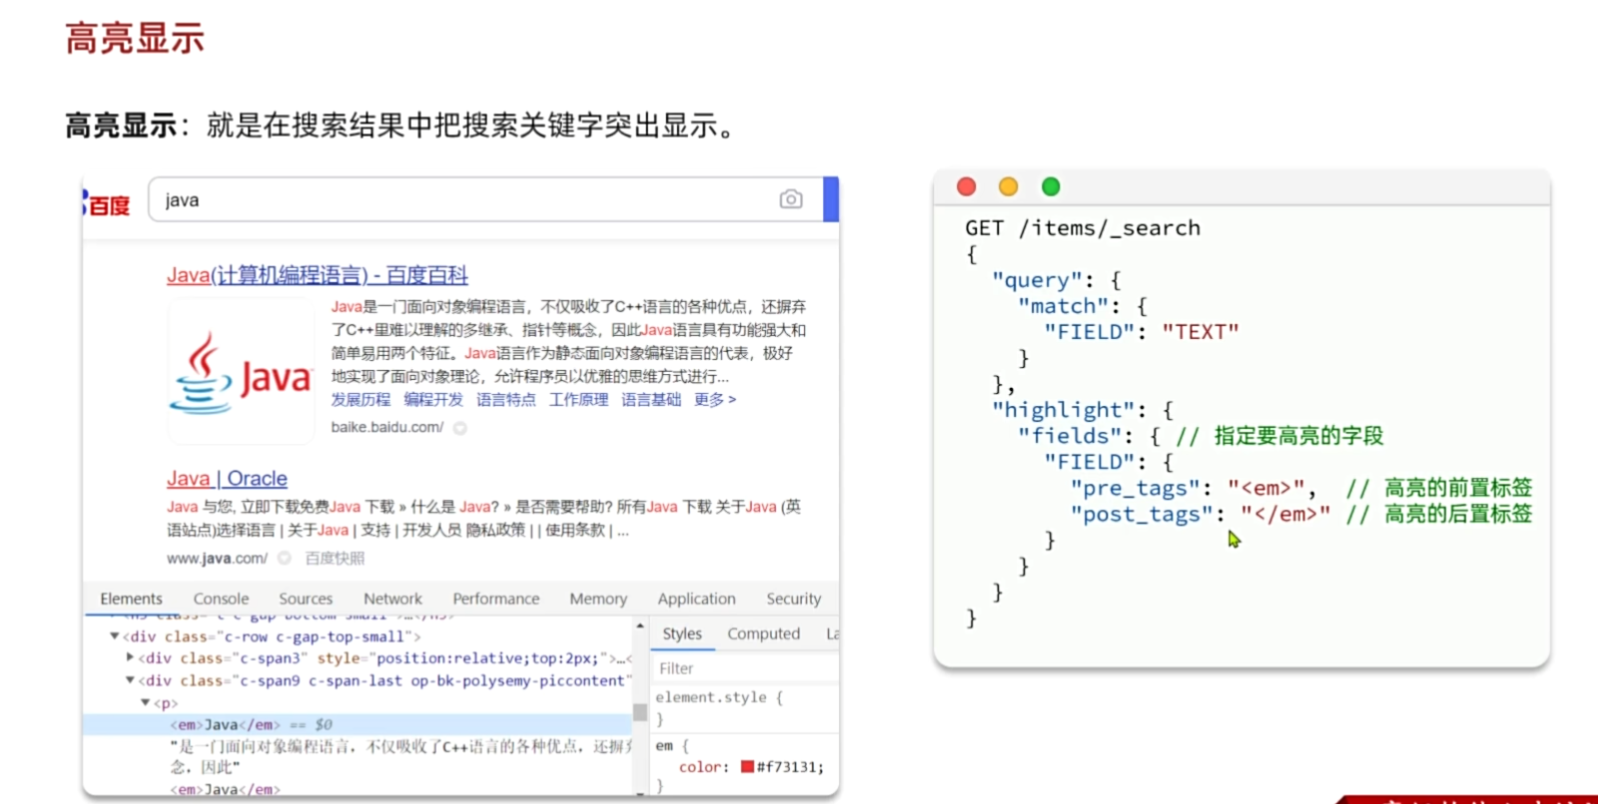 高亮显示
高亮显示：就是在搜索结果中把搜索关键字突出显示。
百度
java
Java(计算机编程语言) - 百度百科
Java是一门面向对象编程语言，不仅吸收了C++语言的各种优点，还摒弃
了C++里难以理解的多继承、指针等概念，因此Java语言具有功能强大和
简单易用两个特征。Java语言作为静态面向对象编程语言的代表，极好
地实现了面向对象理论，允许程序员以优雅的思维方式进行...
发展历程 编程开发 语言特点 工作原理 语言基础 更多 >
baike.baidu.com/
Java
Java | Oracle
Java 与您, 立即下载免费Java 下载 » 什么是 Java? » 是否需要帮助? 所有Java 下载 关于Java (英
语站点)选择语言 | 关于Java | 支持 | 开发人员 隐私政策 | | 使用条款 | ...
www.java.com/ 百度快照
Elements Console Sources Network Performance Memory Application Security
▼<div class="c-row c-gap-top-small">
▶<div class="c-span3" style="position:relative;top:2px;">…<
▼<div class="c-span9 c-span-last op-bk-polysemy-piccontent"
▼<p>
<em>Java</em> == $0
"是一门面向对象编程语言，不仅吸收了C++语言的各种优点，还摒
念，因此"
<em>Java</em>
Styles Computed La
Filter
element.style {
}
em {
color: #f73131;
}
GET /items/_search
{
"query": {
"match": {
"FIELD": "TEXT"
}
},
"highlight": {
"fields": { // 指定要高亮的字段
"FIELD": {
"pre_tags": "<em>", // 高亮的前置标签
"post_tags": "</em>" // 高亮的后置标签
}
}
}
}